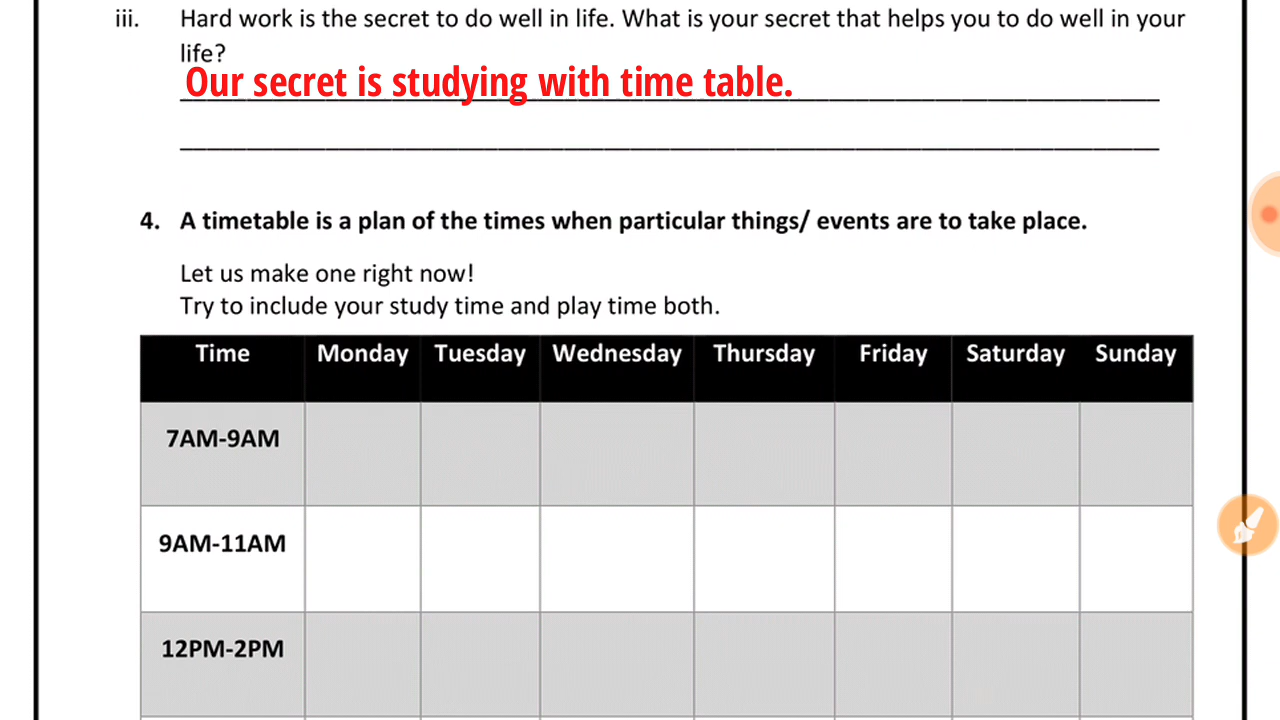 iii. Hard work is the secret to do well in life. What is your secret that helps you to do well in your
life?
Our secret is studying with time table.
4. A timetable is a plan of the times when particular things/ events are to take place.
Let us make one right now!
Try to include your study time and play time both.
Time Monday Tuesday Wednesday Thursday Friday Saturday Sunday
7AM-9AM
9AM-11AM
12PM-2PM